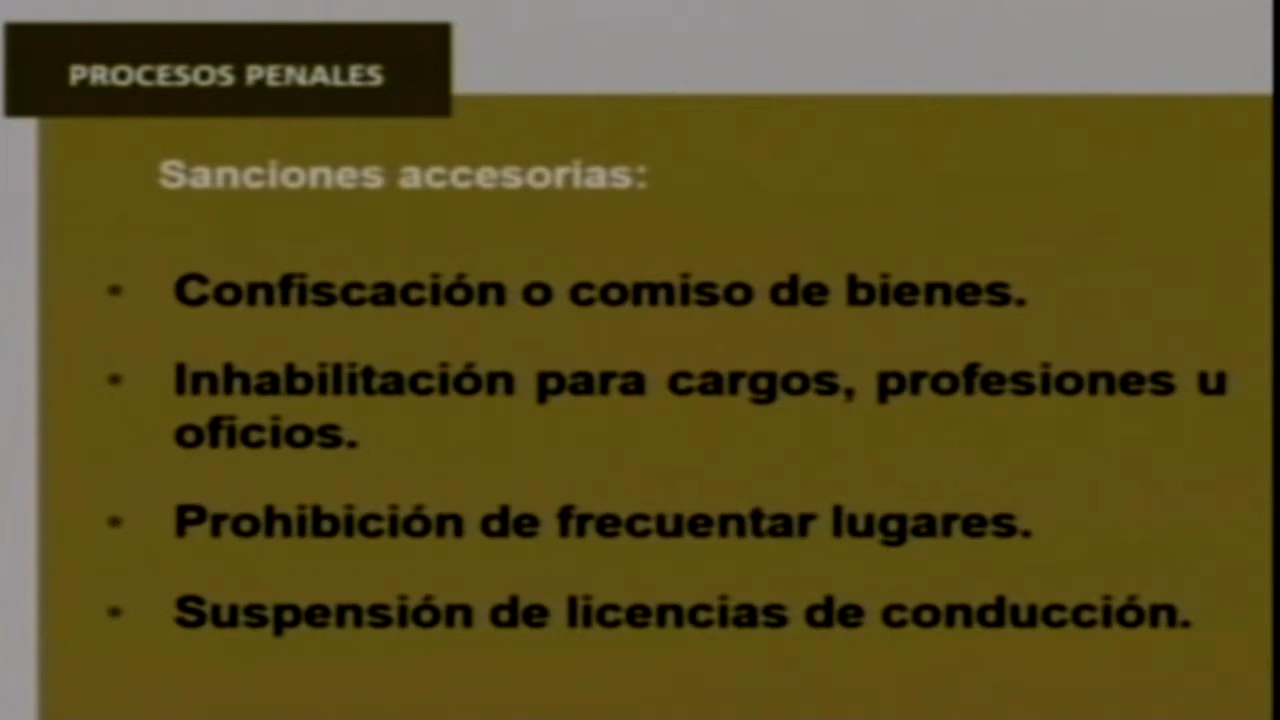 PROCESOS PENALES
Sanciones accesorias:
• Confiscación o comiso de bienes.
• Inhabilitación para cargos, profesiones u
oficios.
• Prohibición de frecuentar lugares.
• Suspensión de licencias de conducción.